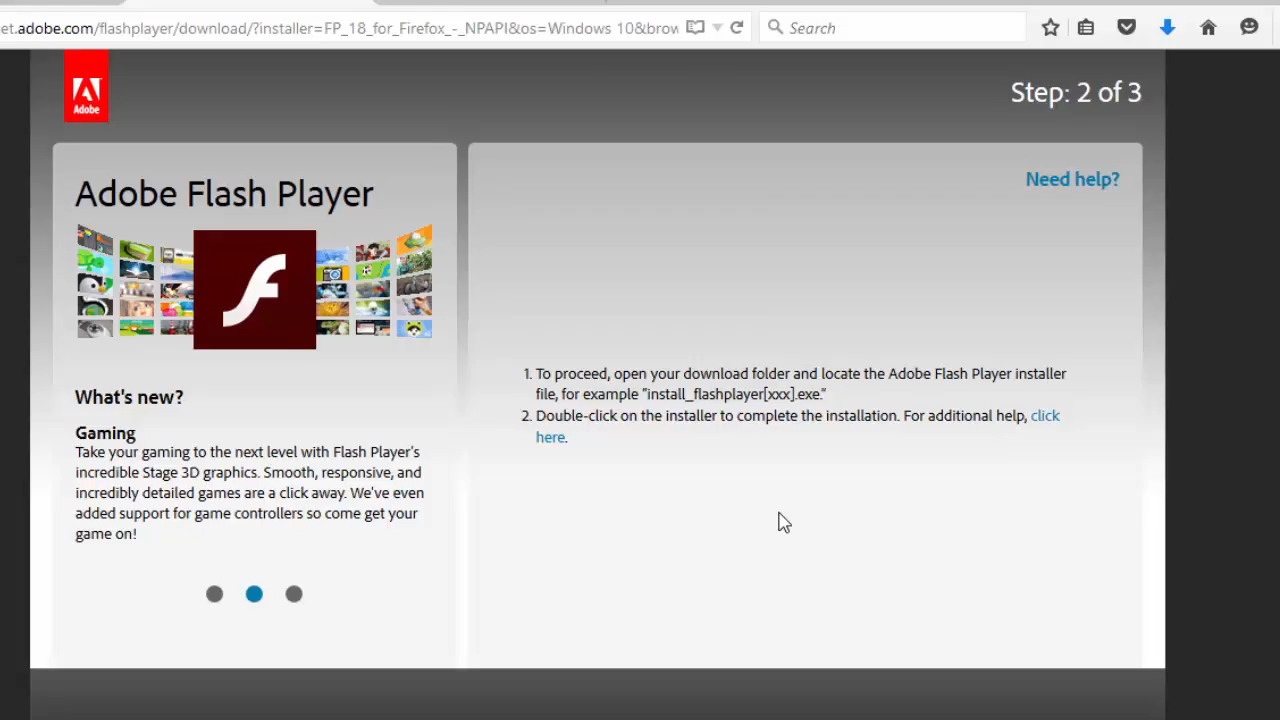 et.adobe.com/flashplayer/download/?installer=FP_18_for_Firefox_-_NPAPI&os=Windows 10&brow
Search
Adobe
Step: 2 of 3
Need help?
Adobe Flash Player
What's new?
Gaming
Take your gaming to the next level with Flash Player's
incredible Stage 3D graphics. Smooth, responsive, and
incredibly detailed games are a click away. We've even
added support for game controllers so come get your
game on!
1. To proceed, open your download folder and locate the Adobe Flash Player installer
file, for example "install_flashplayer[xxx].exe."
2. Double-click on the installer to complete the installation. For additional help, click
here.